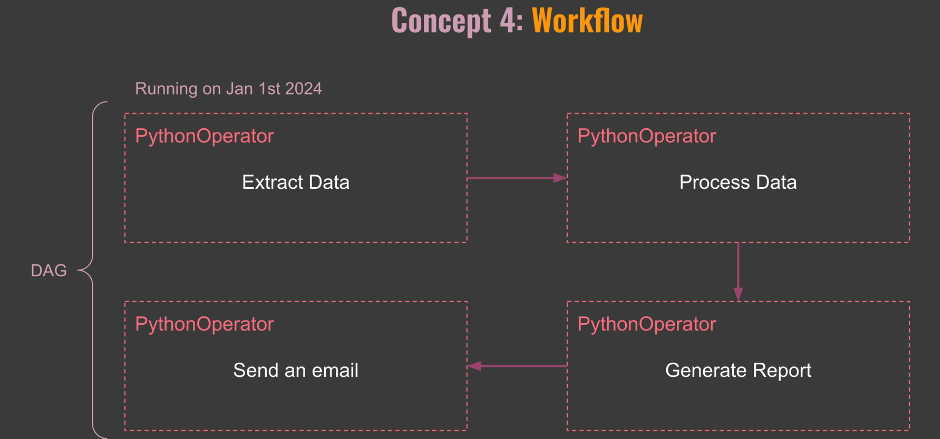 Concept 4: Workflow
Running on Jan 1st 2024
PythonOperator
Extract Data
PythonOperator
Process Data
DAG
PythonOperator
Send an email
PythonOperator
Generate Report